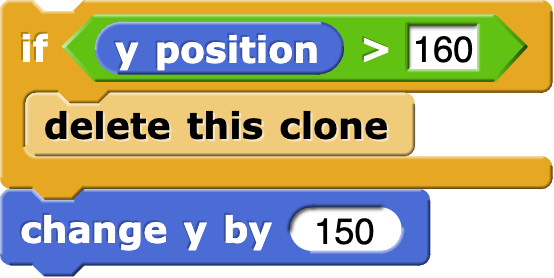 if y position > 160
delete this clone
change y by 150